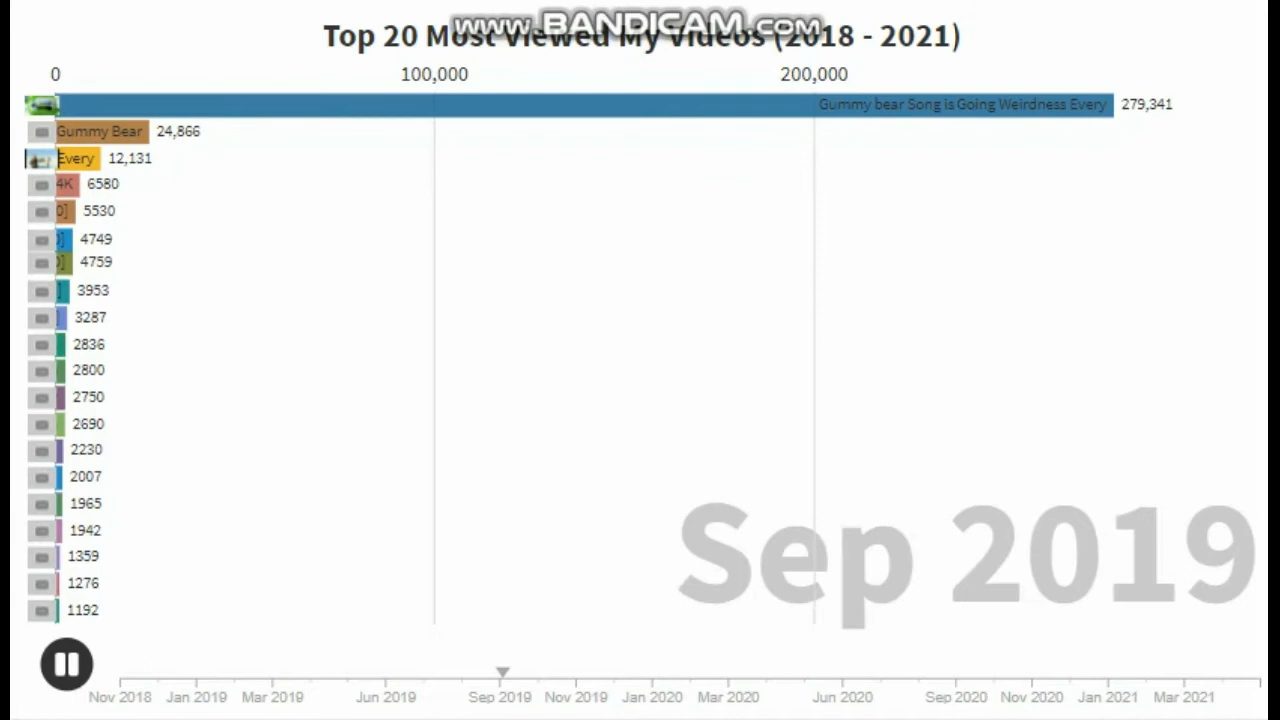 www.BANDICAM.com
Top 20 Most Viewed My Videos (2018 - 2021)
0 100,000 200,000
Gummy bear Song is Going Weirdness Every 279,341
Gummy Bear 24,866
Every 12,131
4K 6580
0] 5530
0] 4749
0] 4759
] 3953
] 3287
2836
2800
2750
2690
2230
2007
1965
1942
1359
1276
1192
Sep 2019
Nov 2018 Jan 2019 Mar 2019 Jun 2019 Sep 2019 Nov 2019 Jan 2020 Mar 2020 Jun 2020 Sep 2020 Nov 2020 Jan 2021 Mar 2021